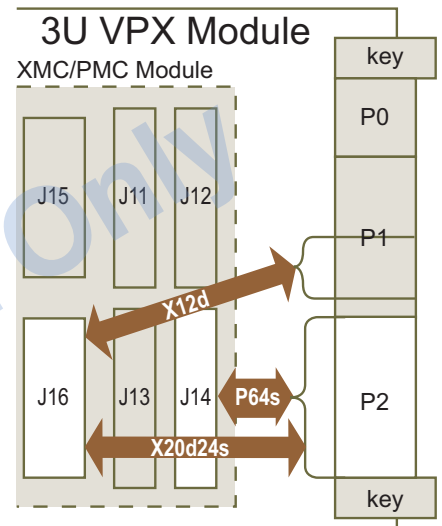 3U VPX Module
key
XMC/PMC Module
P0
J15
J11
J12
Only
P1
X12d
J16
J13
J14
P64s
P2
X20d24s
key